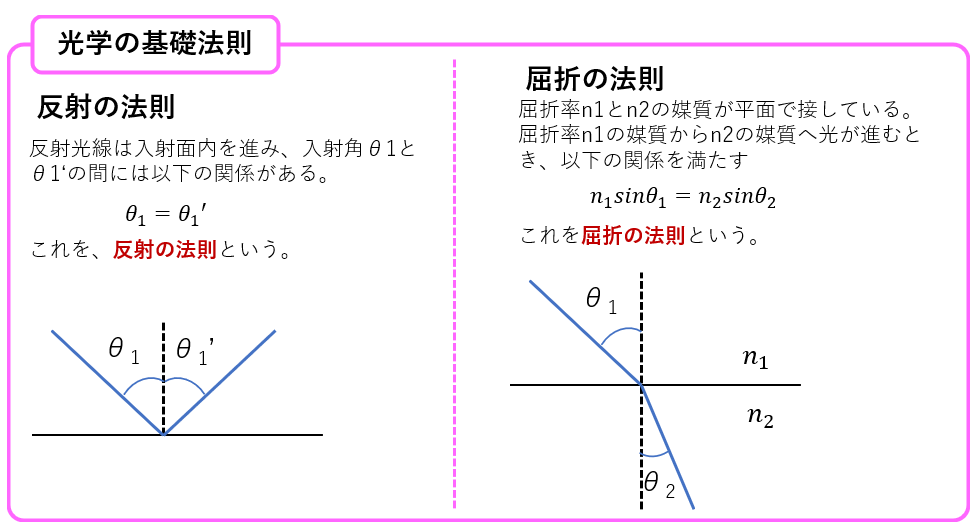 光学の基礎法則
反射の法則
反射光線は入射面内を進み、入射角θ1と
θ1‘の間には以下の関係がある。
θ₁ = θ₁′
これを、反射の法則という。
θ1
θ1’
屈折の法則
屈折率n1とn2の媒質が平面で接している。
屈折率n1の媒質からn2の媒質へ光が進むと
き、以下の関係を満たす
n₁sinθ₁ = n₂sinθ₂
これを屈折の法則という。
θ1
n₁
n₂
θ2